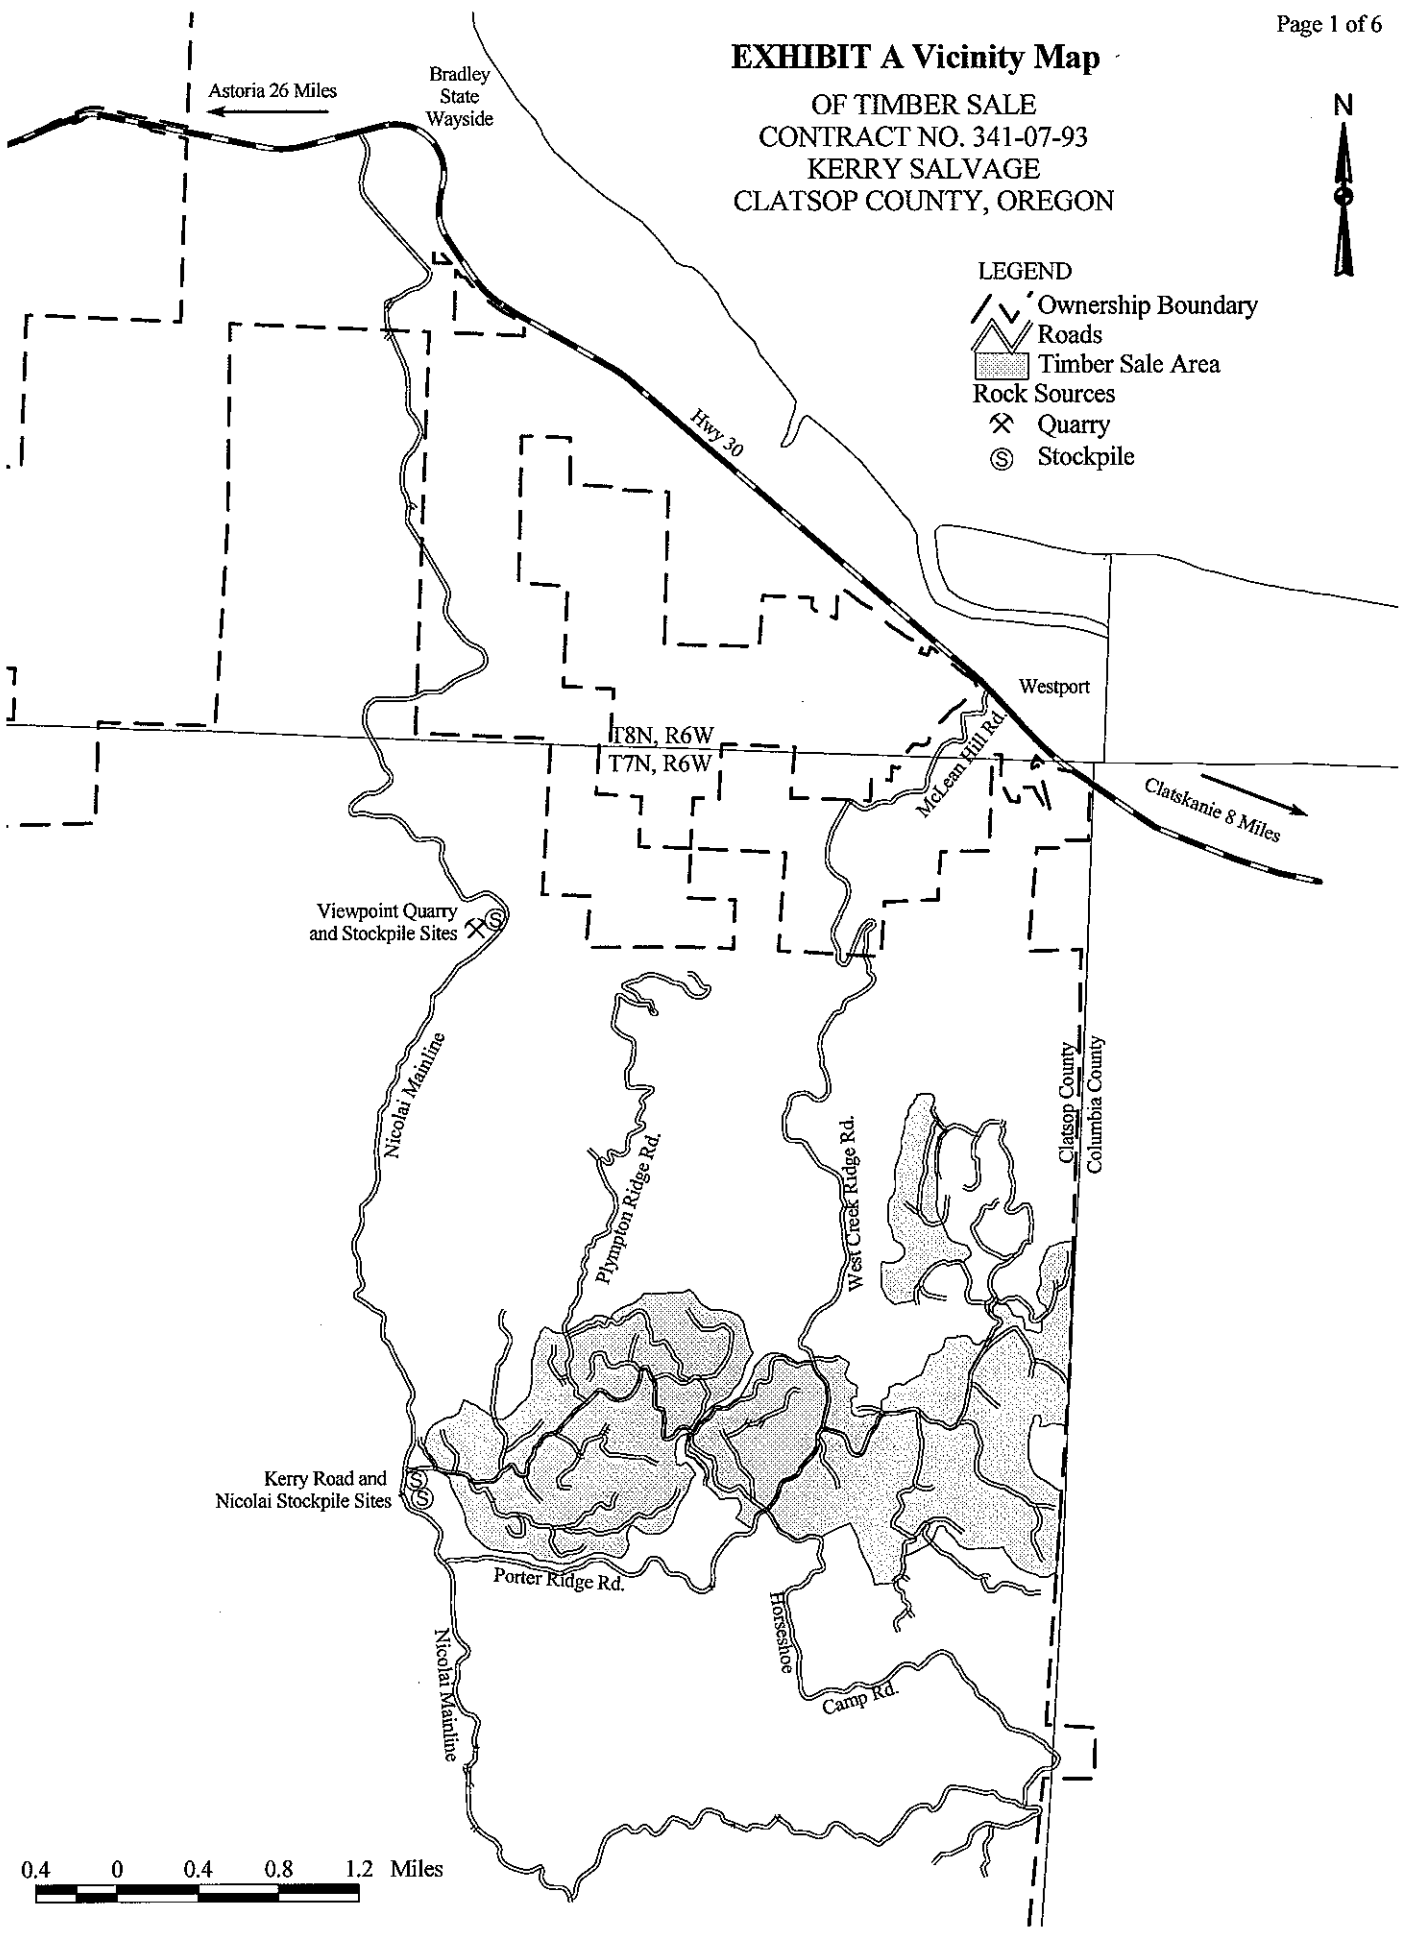 Page 1 of 6
EXHIBIT A Vicinity Map
OF TIMBER SALE
CONTRACT NO. 341-07-93
KERRY SALVAGE
CLATSOP COUNTY, OREGON
N
LEGEND
Ownership Boundary
Roads
Timber Sale Area
Rock Sources
Quarry
S Stockpile
Astoria 26 Miles
Bradley
State
Wayside
Hwy 30
Westport
McLean Hill Rd.
T8N, R6W
T7N, R6W
Clatskanie 8 Miles
Viewpoint Quarry
and Stockpile Sites
S
Nicolai Mainline
Plympton Ridge Rd.
West Creek Ridge Rd.
Clatsop County
Columbia County
Kerry Road and
Nicolai Stockpile Sites
S
S
Porter Ridge Rd.
Horseshoe
Camp Rd.
Nicolai Mainline
0.4 0 0.4 0.8 1.2 Miles